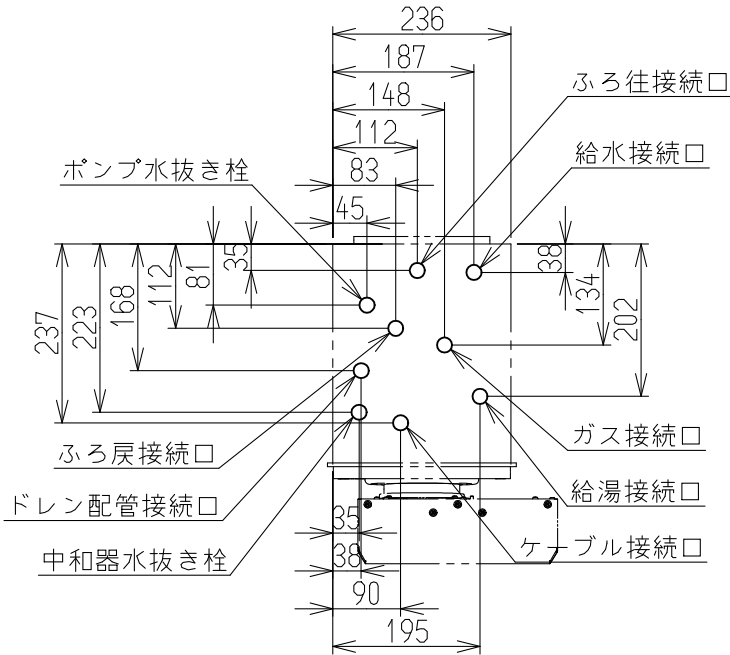 236
187
ふろ往接続口
148
112
給水接続口
ポンプ水抜き栓
83
45
35
38
81
112
134
168
202
223
237
ふろ戻接続口
ガス接続口
ドレン配管接続口
給湯接続口
35
中和器水抜き栓
38
ケーブル接続口
90
195